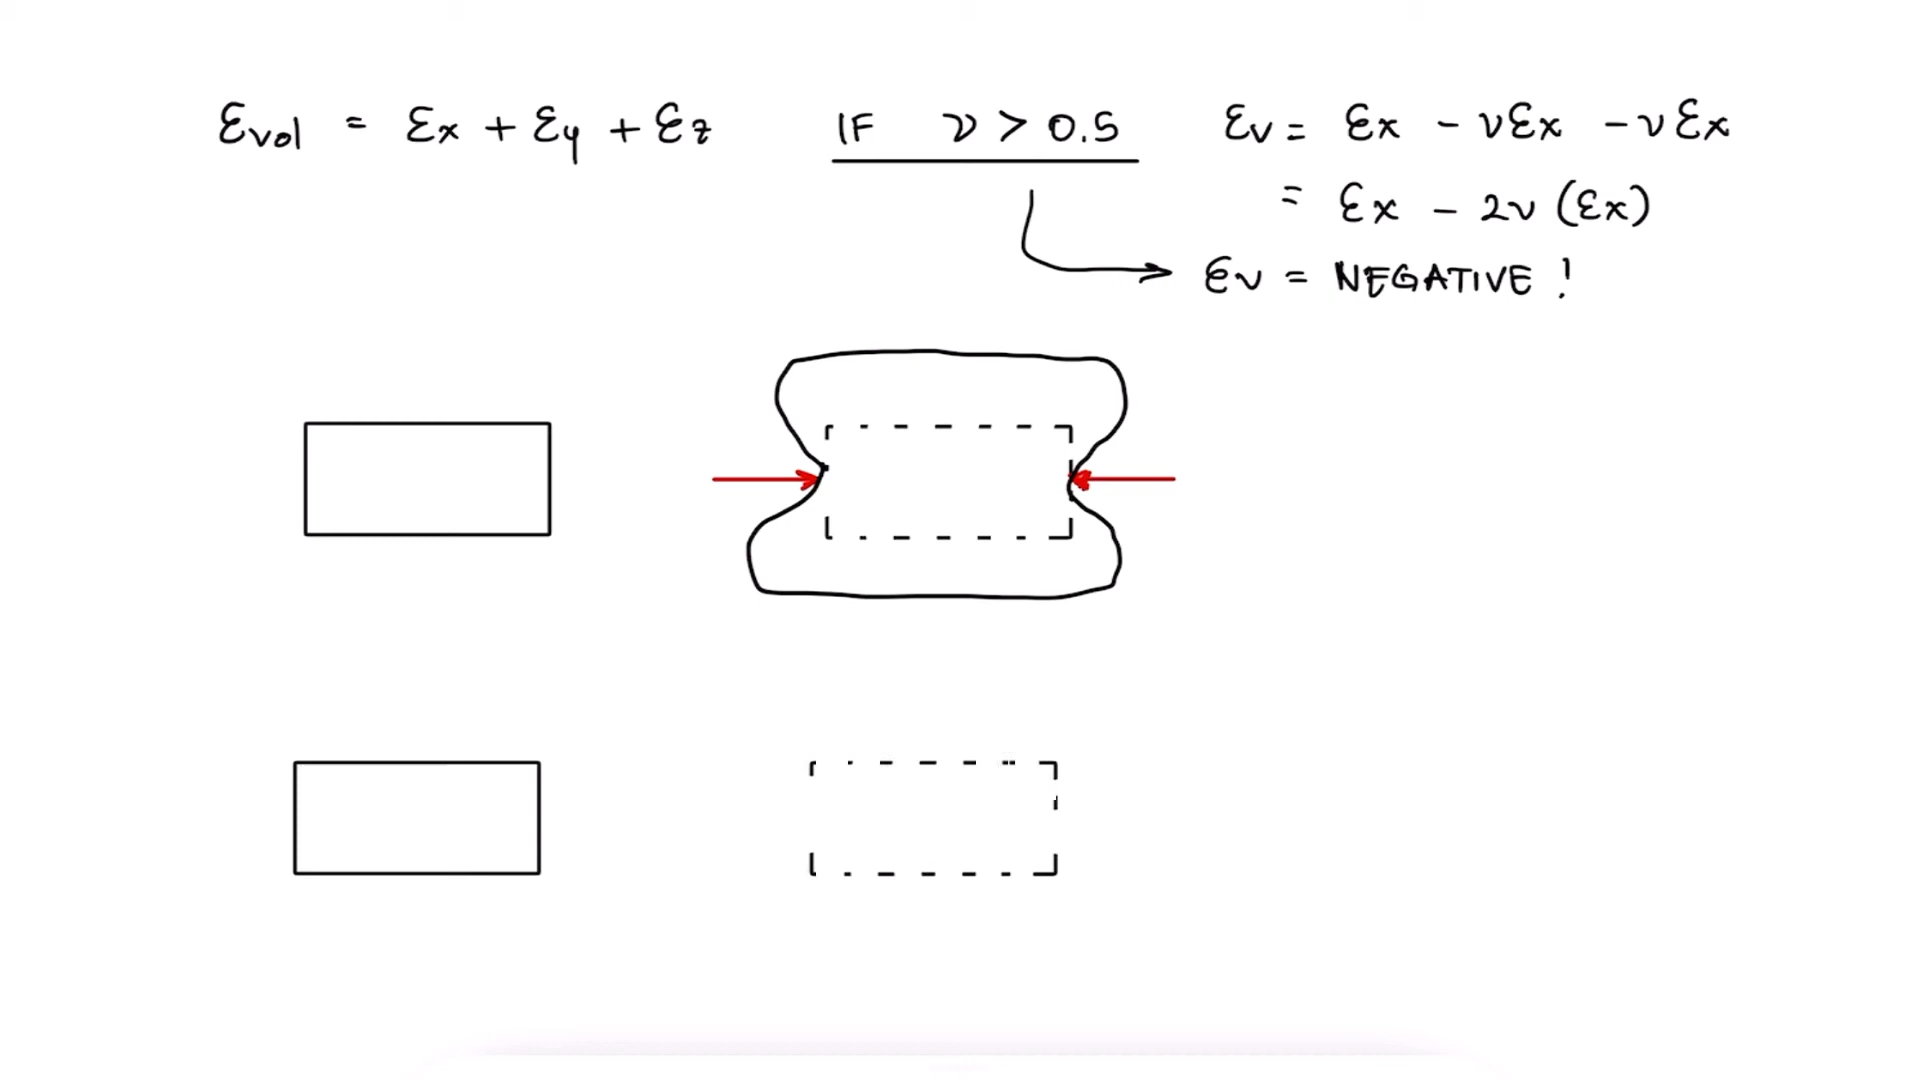 εvol = εx + εy + εz
IF ν > 0.5
εv = εx - νεx - νεx
= εx - 2ν (εx)
εv = NEGATIVE !